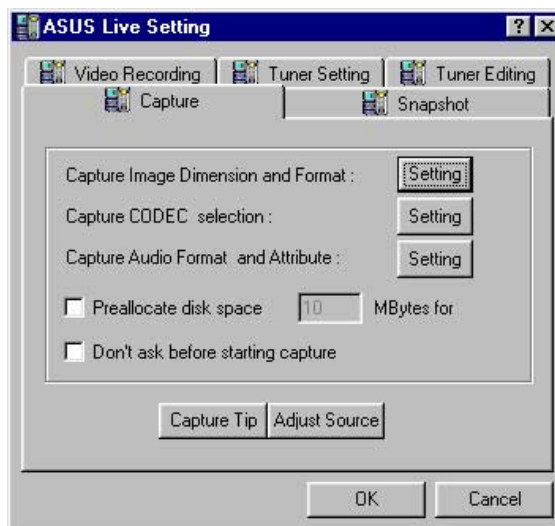 ASUS Live Setting
Video Recording Tuner Setting Tuner Editing
Capture Snapshot
Capture Image Dimension and Format : Setting
Capture CODEC selection : Setting
Capture Audio Format and Attribute : Setting
Preallocate disk space 10 MBytes for
Don't ask before starting capture
Capture Tip Adjust Source
OK Cancel